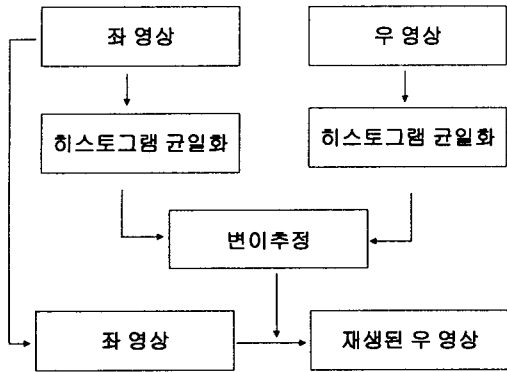 좌 영상
우 영상
히스토그램 균일화
히스토그램 균일화
변이추정
좌 영상
재생된 우 영상